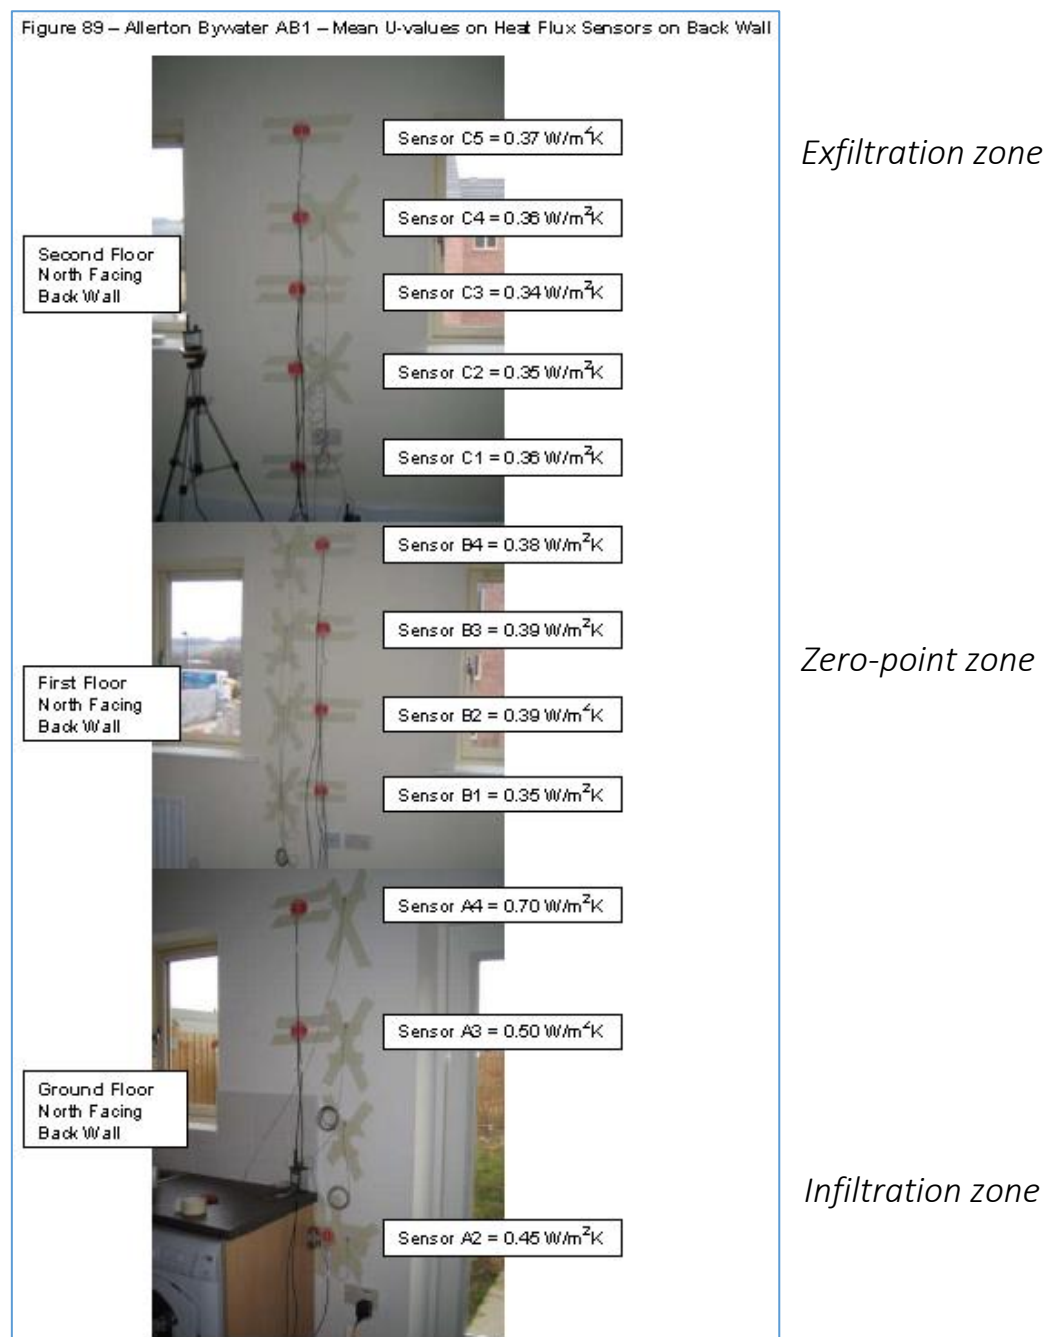 Figure 89 – Allerton Bywater AB1 – Mean U-values on Heat Flux Sensors on Back Wall
Sensor C5 = 0.37 W/m²K
Exfiltration zone
Sensor C4 = 0.36 W/m²K
Second Floor
North Facing
Back Wall
Sensor C3 = 0.34 W/m²K
Sensor C2 = 0.35 W/m²K
Sensor C1 = 0.36 W/m²K
Sensor B4 = 0.38 W/m²K
Sensor B3 = 0.39 W/m²K
Zero-point zone
First Floor
North Facing
Back Wall
Sensor B2 = 0.39 W/m²K
Sensor B1 = 0.35 W/m²K
Sensor A4 = 0.70 W/m²K
Sensor A3 = 0.50 W/m²K
Ground Floor
North Facing
Back Wall
Infiltration zone
Sensor A2 = 0.45 W/m²K